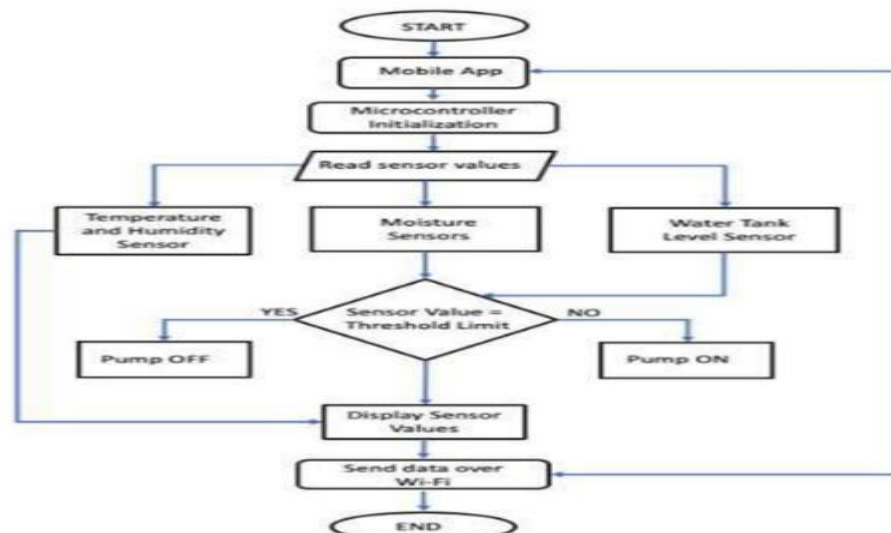 START
Mobile App
Microcontroller
Initialization
Read sensor values
Temperature
and Humidity
Sensor
Moisture
Sensors
Water Tank
Level Sensor
YES
Sensor Value =
Threshold Limit
NO
Pump OFF
Pump ON
Display Sensor
Values
Send data over
Wi-Fi
END